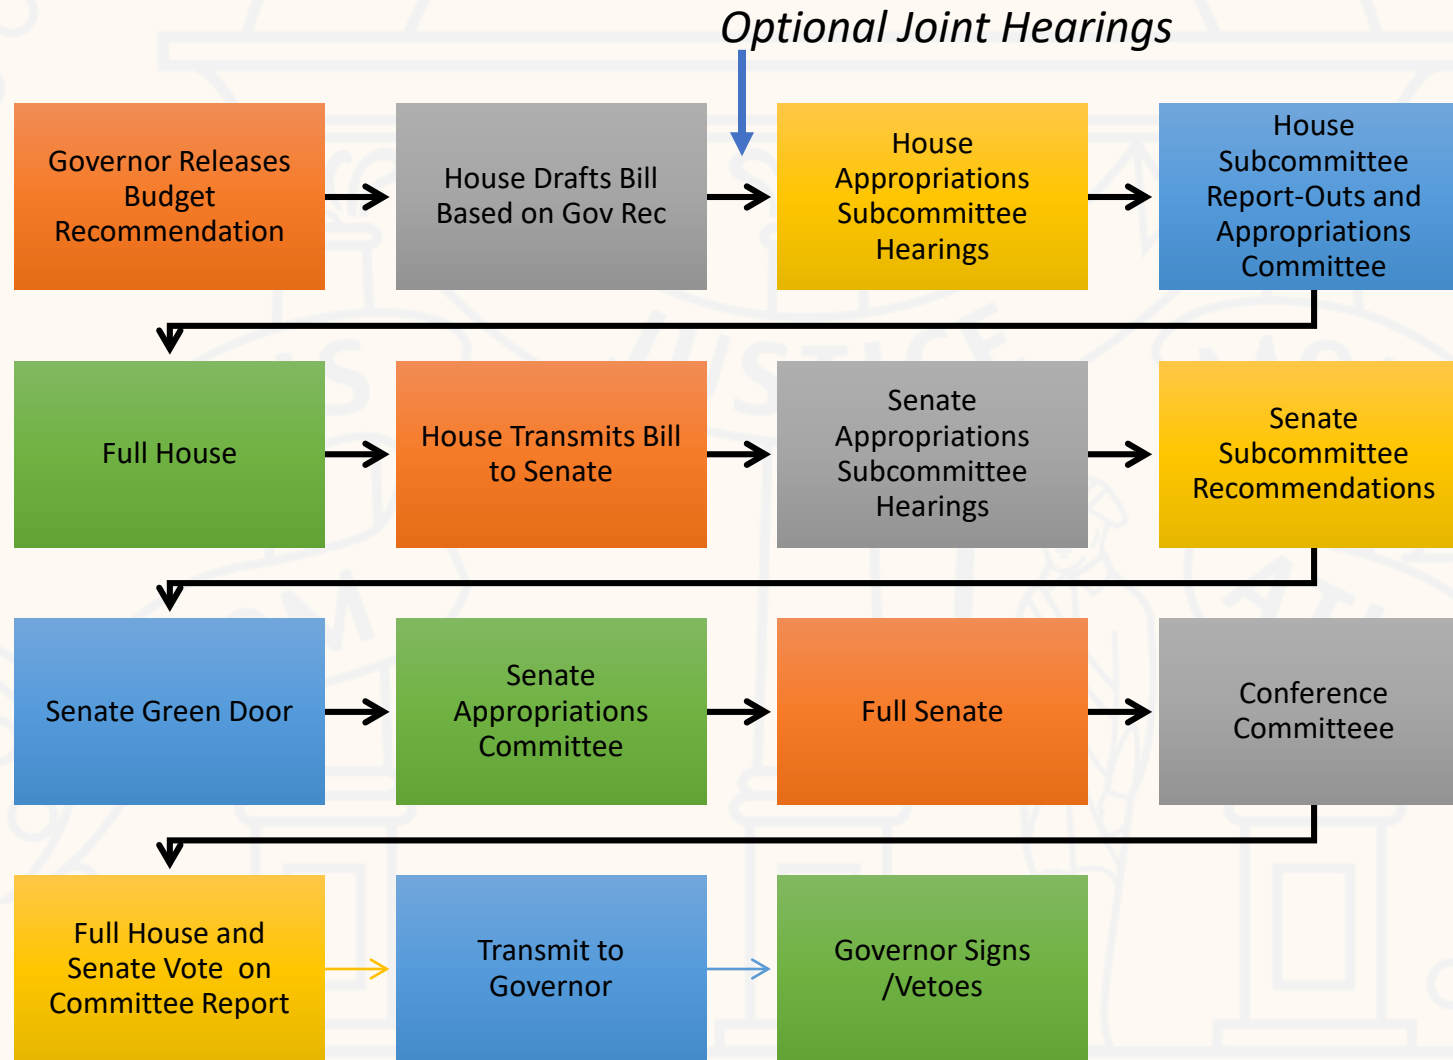 Optional Joint Hearings
Governor Releases
Budget
Recommendation
House Drafts Bill
Based on Gov Rec
House
Appropriations
Subcommittee
Hearings
House
Subcommittee
Report-Outs and
Appropriations
Committee
Full House
House Transmits Bill
to Senate
Senate
Appropriations
Subcommittee
Hearings
Senate
Subcommittee
Recommendations
Senate Green Door
Senate
Appropriations
Committee
Full Senate
Conference
Committeee
Full House and
Senate Vote on
Committee Report
Transmit to
Governor
Governor Signs
/Vetoes
JUSTICE